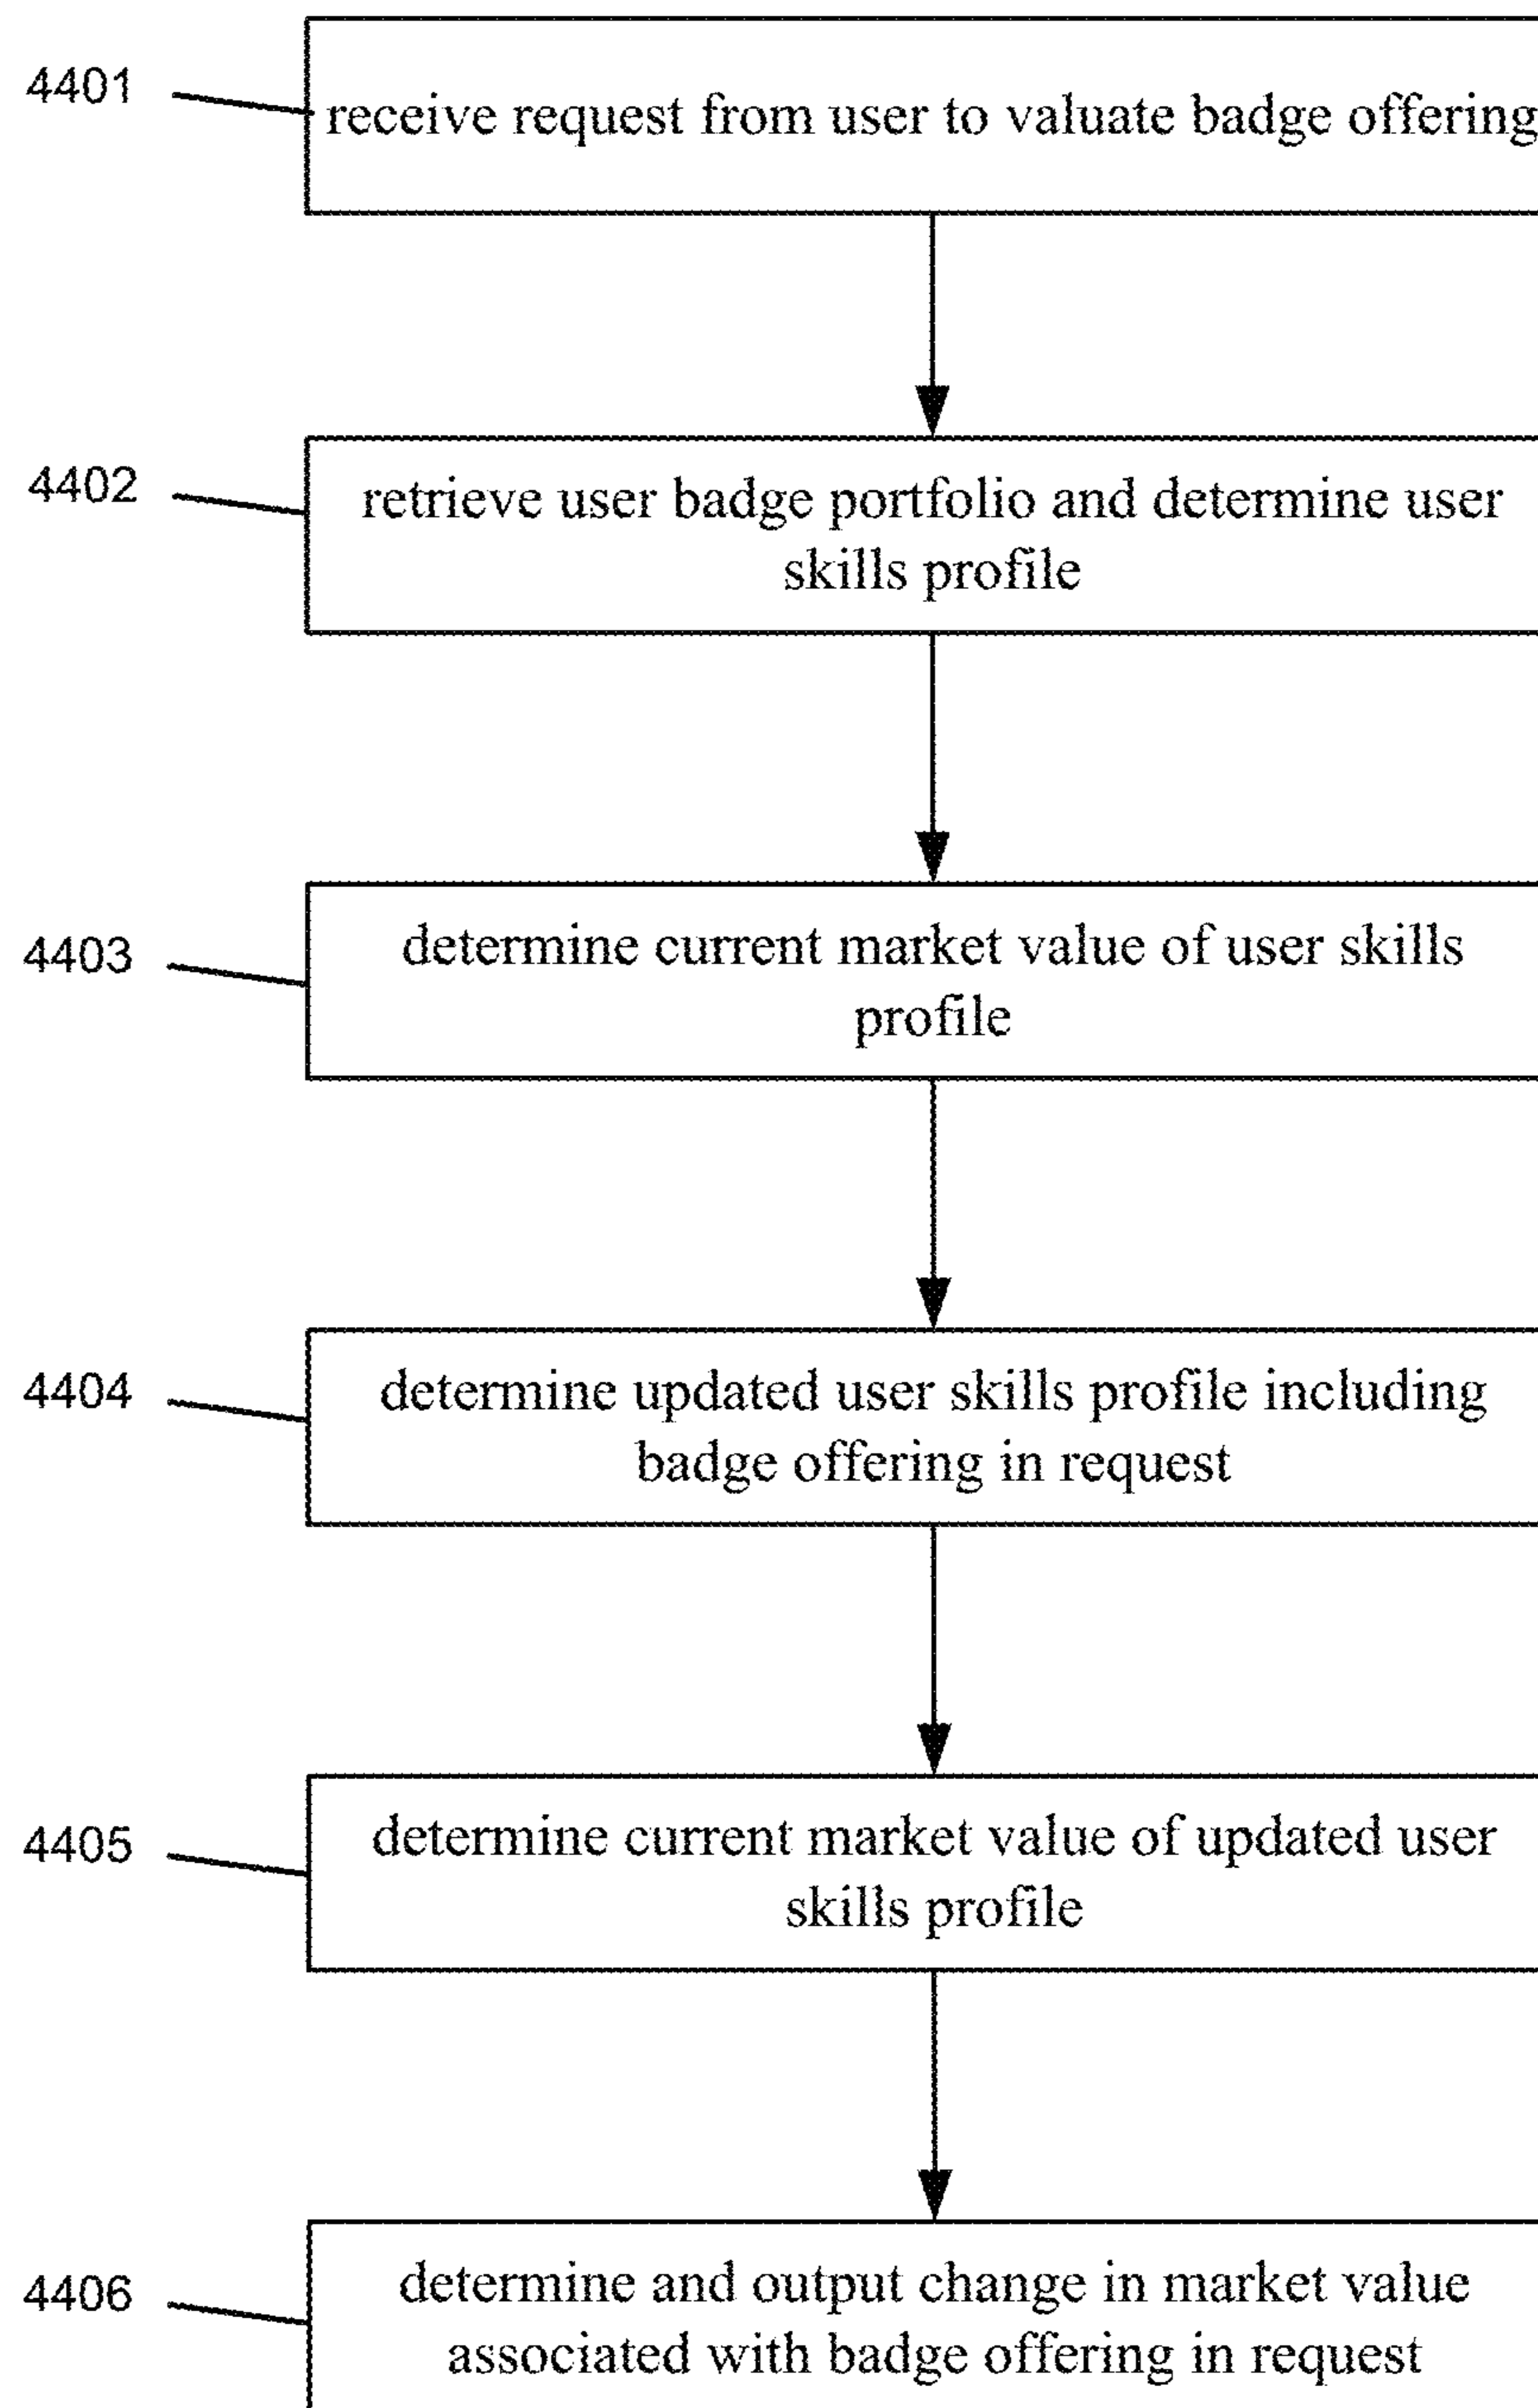 4401
receive request from user to valuate badge offering
4402
retrieve user badge portfolio and determine user
skills profile
4403
determine current market value of user skills
profile
4404
determine updated user skills profile including
badge offering in request
4405
determine current market value of updated user
skills profile
4406
determine and output change in market value
associated with badge offering in request